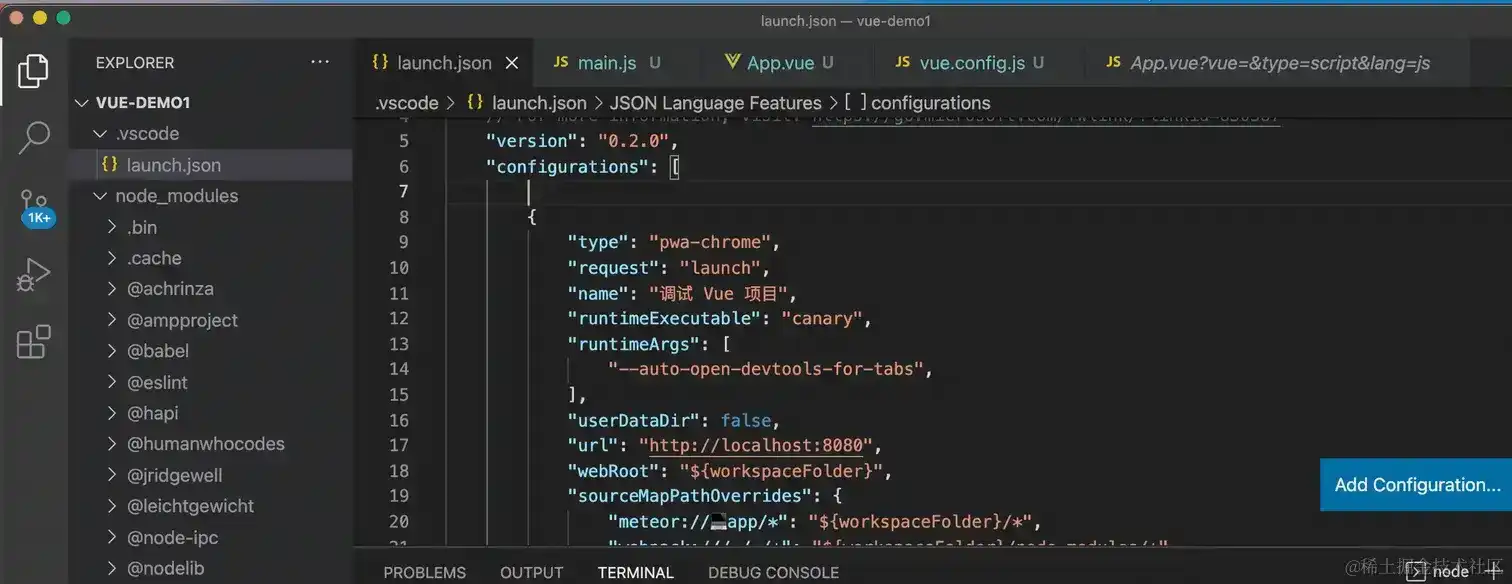 launch.json — vue-demo1
EXPLORER
VUE-DEMO1
.vscode
{} launch.json
node_modules
.bin
.cache
@achrinza
@ampproject
@babel
@eslint
@hapi
@humanwhocodes
@jridgewell
@leichtgewicht
@node-ipc
@nodelib
1K+
{} launch.json
JS main.js U
App.vue U
JS vue.config.js U
JS App.vue?vue=&type=script&lang=js
.vscode > {} launch.json > JSON Language Features > [ ] configurations
5 "version": "0.2.0",
6 "configurations": [
7
8 {
9 "type": "pwa-chrome",
10 "request": "launch",
11 "name": "调试 Vue 项目",
12 "runtimeExecutable": "canary",
13 "runtimeArgs": [
14 "--auto-open-devtools-for-tabs",
15 ],
16 "userDataDir": false,
17 "url": "http://localhost:8080",
18 "webRoot": "${workspaceFolder}",
19 "sourceMapPathOverrides": {
20 "meteor://💻app/*": "${workspaceFolder}/*",
Add Configuration...
PROBLEMS
OUTPUT
TERMINAL
DEBUG CONSOLE
node
@稀土掘金技术社区